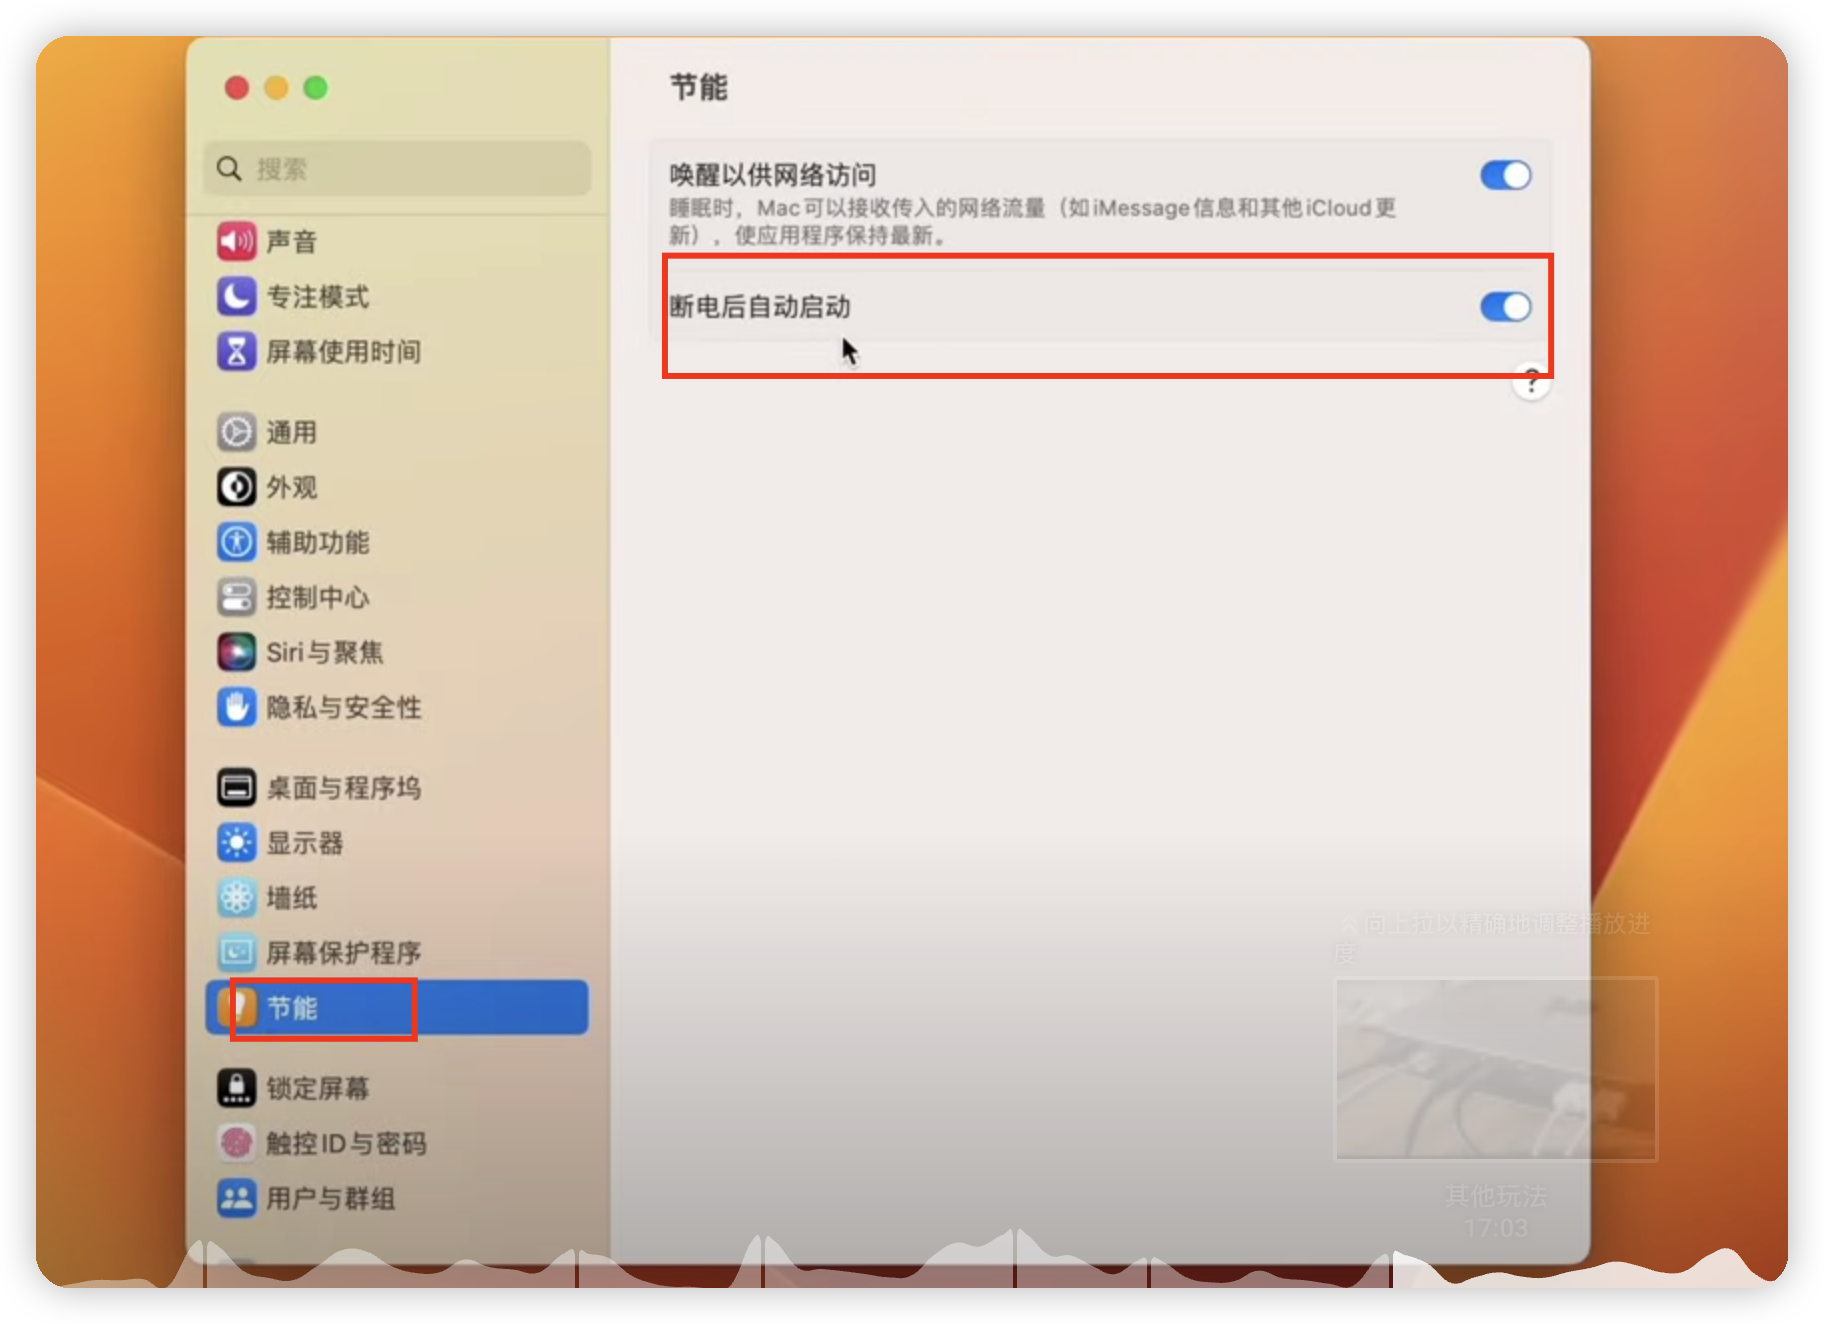 搜索
声音
专注模式
屏幕使用时间
通用
外观
辅助功能
控制中心
Siri与聚焦
隐私与安全性
桌面与程序坞
显示器
墙纸
屏幕保护程序
节能
锁定屏幕
触控ID与密码
用户与群组
节能
唤醒以供网络访问
睡眠时，Mac可以接收传入的网络流量（如iMessage信息和其他iCloud更
新），使应用程序保持最新。
断电后自动启动
?
向上拉以精确地调整播放进
度
其他玩法
17:03